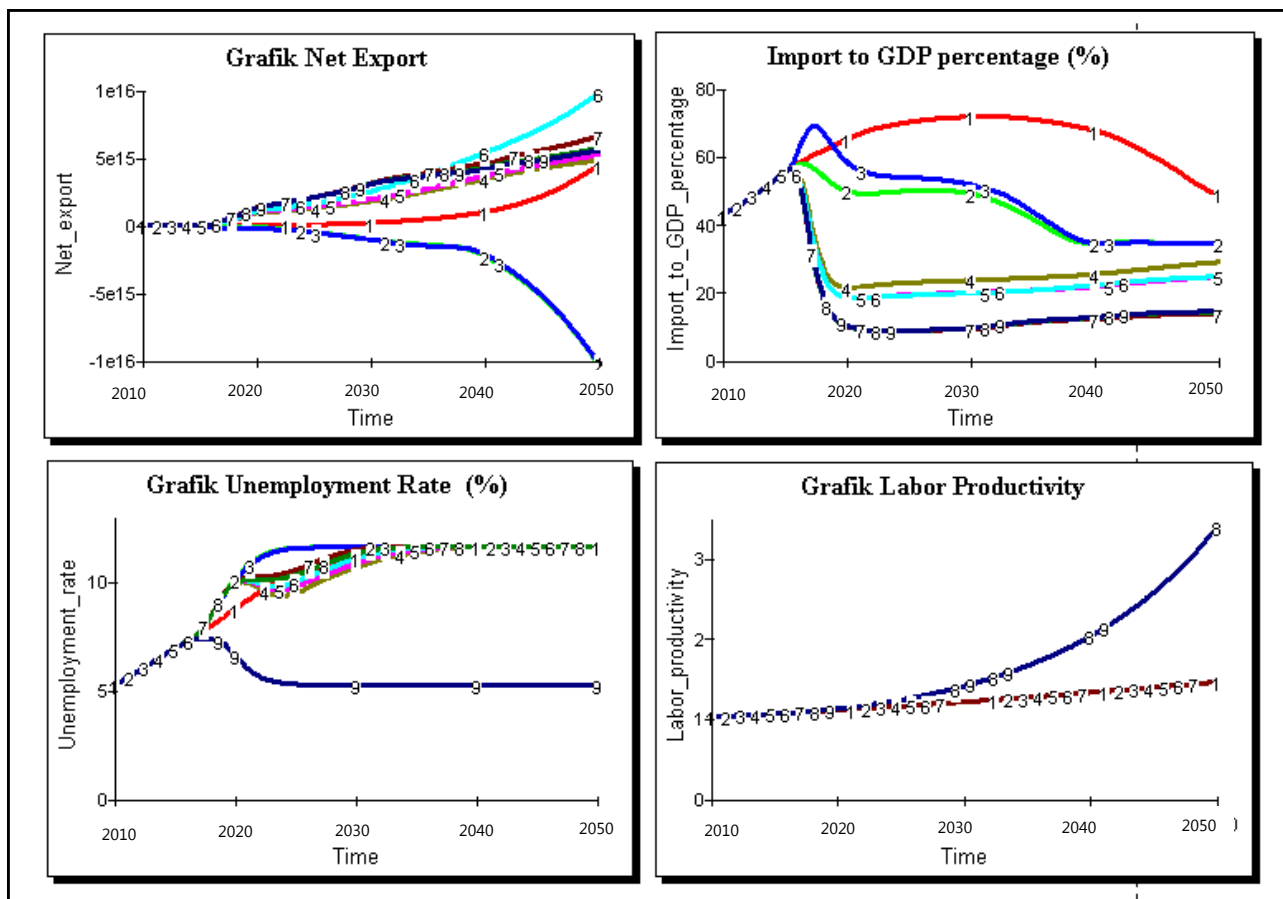 Grafik Net Export
1e16
5e15
0
-5e15
-1e16
Net_export
2010 2020 2030 2040 2050
Time
Import to GDP percentage (%)
80
60
40
20
0
Import_to_GDP_percentage
2010 2020 2030 2040 2050
Time
Grafik Unemployment Rate (%)
10
5
0
Unemployment_rate
2010 2020 2030 2040 2050
Time
Grafik Labor Productivity
3
2
1
0
Labor_productivity
2010 2020 2030 2040 2050
Time